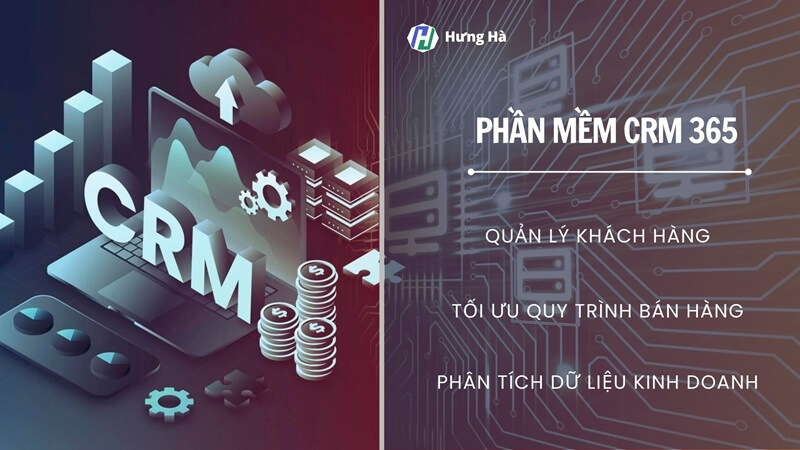 Hưng Hà
PHẦN MỀM CRM 365
QUẢN LÝ KHÁCH HÀNG
TỐI ƯU QUY TRÌNH BÁN HÀNG
PHÂN TÍCH DỮ LIỆU KINH DOANH
CRM
$
$
$